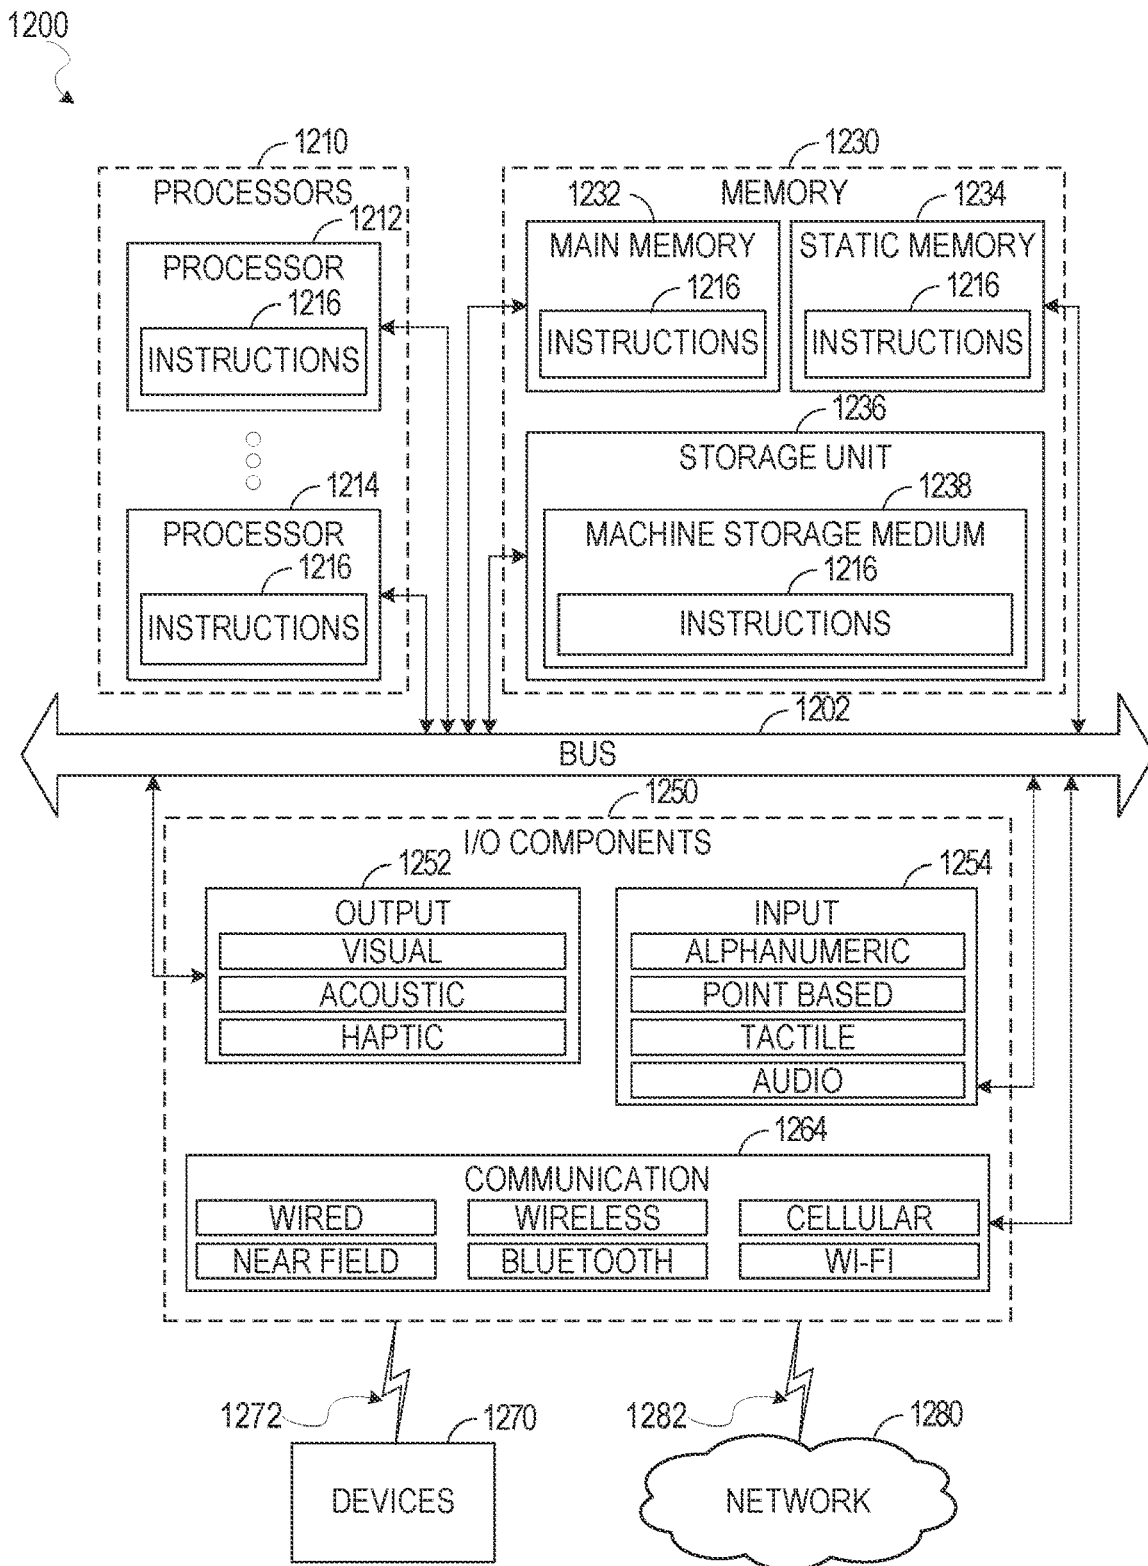 1200
1210
PROCESSORS
1212
PROCESSOR
1216
INSTRUCTIONS
1214
PROCESSOR
1216
INSTRUCTIONS
1230
MEMORY
1232
MAIN MEMORY
1216
INSTRUCTIONS
1234
STATIC MEMORY
1216
INSTRUCTIONS
1236
STORAGE UNIT
1238
MACHINE STORAGE MEDIUM
1216
INSTRUCTIONS
1202
BUS
1250
I/O COMPONENTS
1252
OUTPUT
VISUAL
ACOUSTIC
HAPTIC
1254
INPUT
ALPHANUMERIC
POINT BASED
TACTILE
AUDIO
1264
COMMUNICATION
WIRED
WIRELESS
CELLULAR
NEAR FIELD
BLUETOOTH
WI-FI
1272
1270
DEVICES
1282
1280
NETWORK